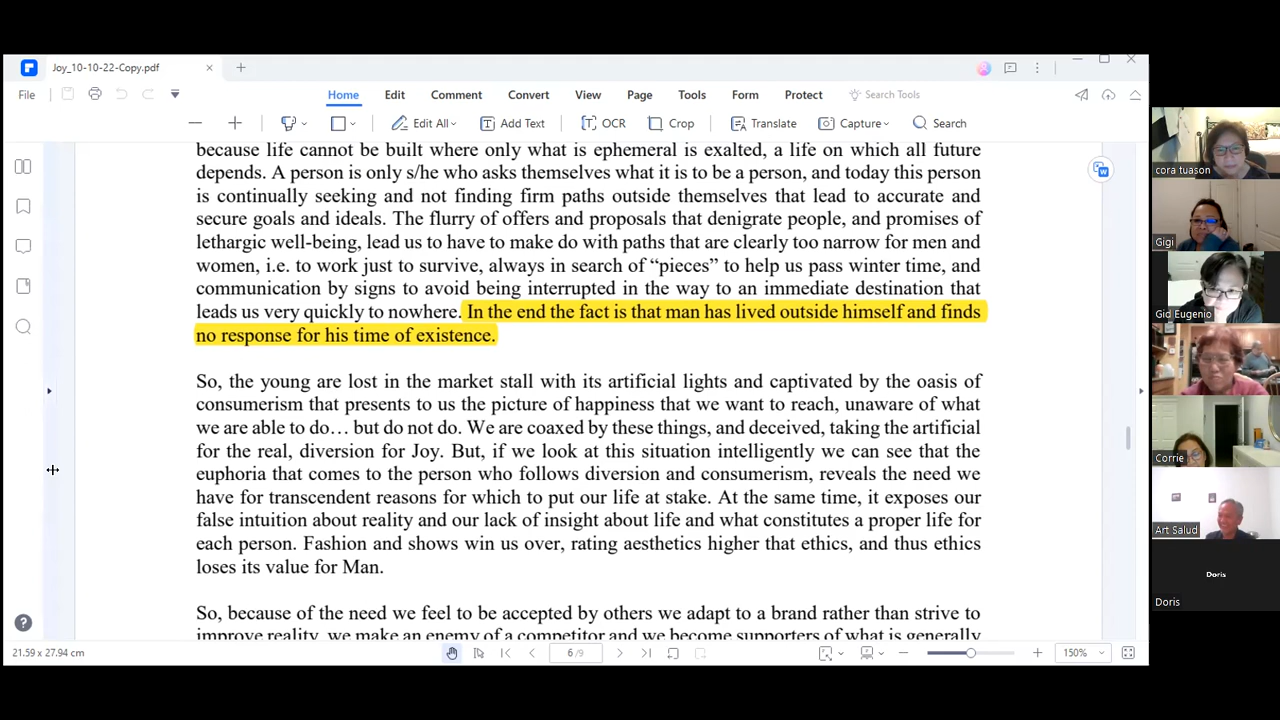 Joy_10-10-22-Copy.pdf
File Home Edit Comment Convert View Page Tools Form Protect Search Tools
Edit All Add Text OCR Crop Translate Capture Search
because life cannot be built where only what is ephemeral is exalted, a life on which all future
depends. A person is only s/he who asks themselves what it is to be a person, and today this person
is continually seeking and not finding firm paths outside themselves that lead to accurate and
secure goals and ideals. The flurry of offers and proposals that denigrate people, and promises of
lethargic well-being, lead us to have to make do with paths that are clearly too narrow for men and
women, i.e. to work just to survive, always in search of “pieces” to help us pass winter time, and
communication by signs to avoid being interrupted in the way to an immediate destination that
leads us very quickly to nowhere. In the end the fact is that man has lived outside himself and finds
no response for his time of existence.
So, the young are lost in the market stall with its artificial lights and captivated by the oasis of
consumerism that presents to us the picture of happiness that we want to reach, unaware of what
we are able to do… but do not do. We are coaxed by these things, and deceived, taking the artificial
for the real, diversion for Joy. But, if we look at this situation intelligently we can see that the
euphoria that comes to the person who follows diversion and consumerism, reveals the need we
have for transcendent reasons for which to put our life at stake. At the same time, it exposes our
false intuition about reality and our lack of insight about life and what constitutes a proper life for
each person. Fashion and shows win us over, rating aesthetics higher that ethics, and thus ethics
loses its value for Man.
So, because of the need we feel to be accepted by others we adapt to a brand rather than strive to
improve reality, we make an enemy of a competitor and we become supporters of what is generally
21.59 x 27.94 cm 6 /9 150%
cora tuason
Gigi
Gid Eugenio
Corrie
Art Salud
Doris
Doris